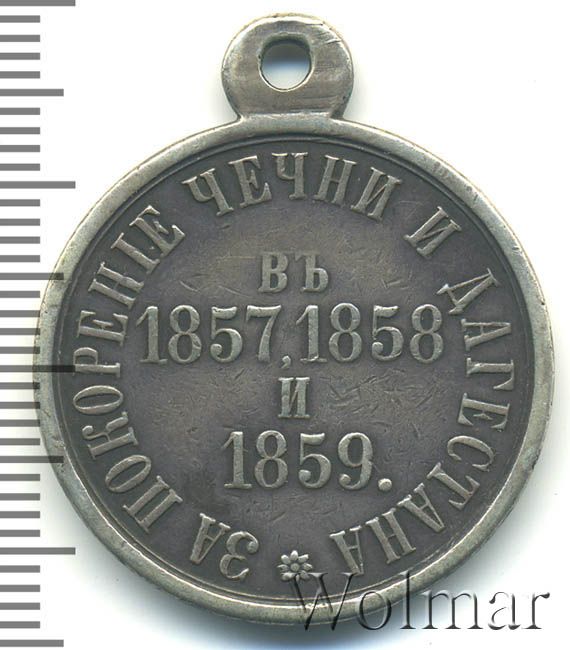 ЗА ПОКОРЕНІЕ ЧЕЧНИ И ДАГЕСТАНА
ВЪ
1857, 1858
И
1859.
Wolmar